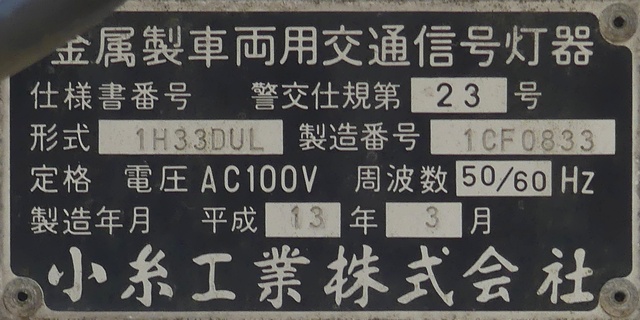 金属製車両用交通信号灯器
仕様書番号 警交仕規第 23 号
形式 1H33DUL 製造番号 1CF0833
定格 電圧 AC100V 周波数 50/60 Hz
製造年月 平成 13 年 3 月
小糸工業株式会社